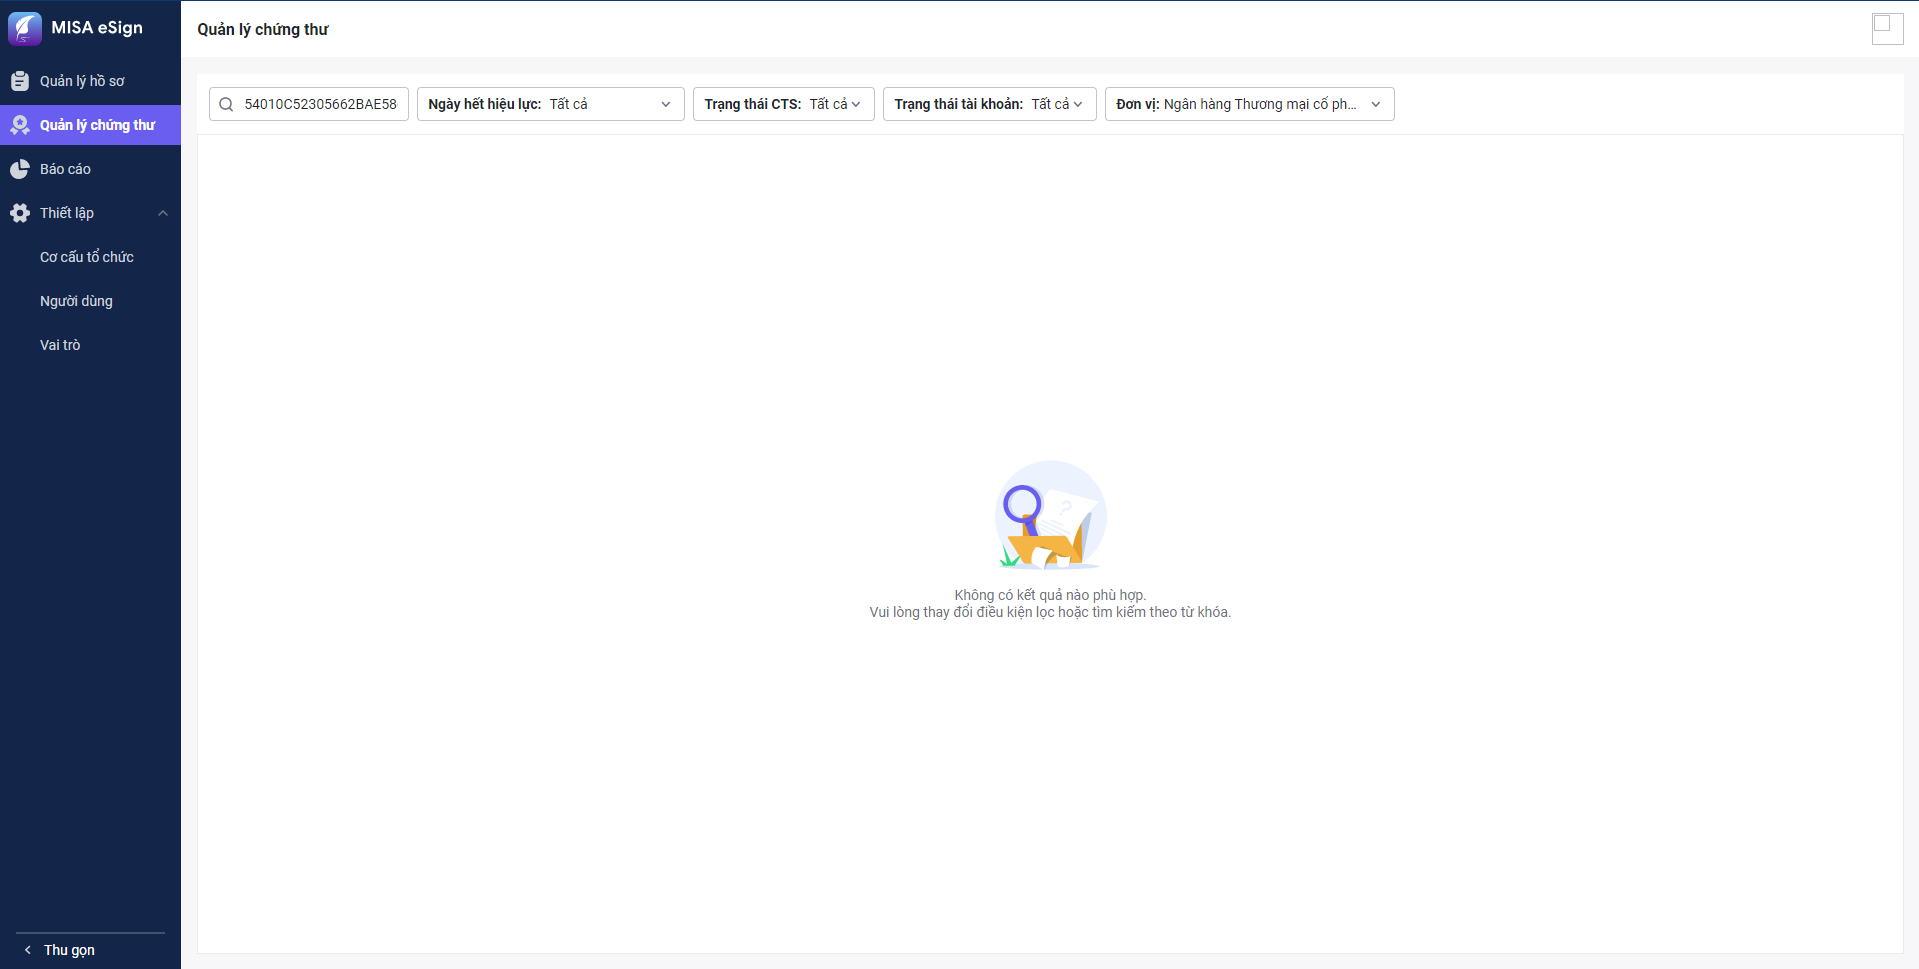 MISA eSign
Quản lý hồ sơ
Quản lý chứng thư
Báo cáo
Thiết lập
Cơ cấu tổ chức
Người dùng
Vai trò
Thu gọn
Quản lý chứng thư
54010C52305662BAE58
Ngày hết hiệu lực: Tất cả
Trạng thái CTS: Tất cả
Trạng thái tài khoản: Tất cả
Đơn vị: Ngân hàng Thương mại cổ ph...
?
Không có kết quả nào phù hợp.
Vui lòng thay đổi điều kiện lọc hoặc tìm kiếm theo từ khóa.